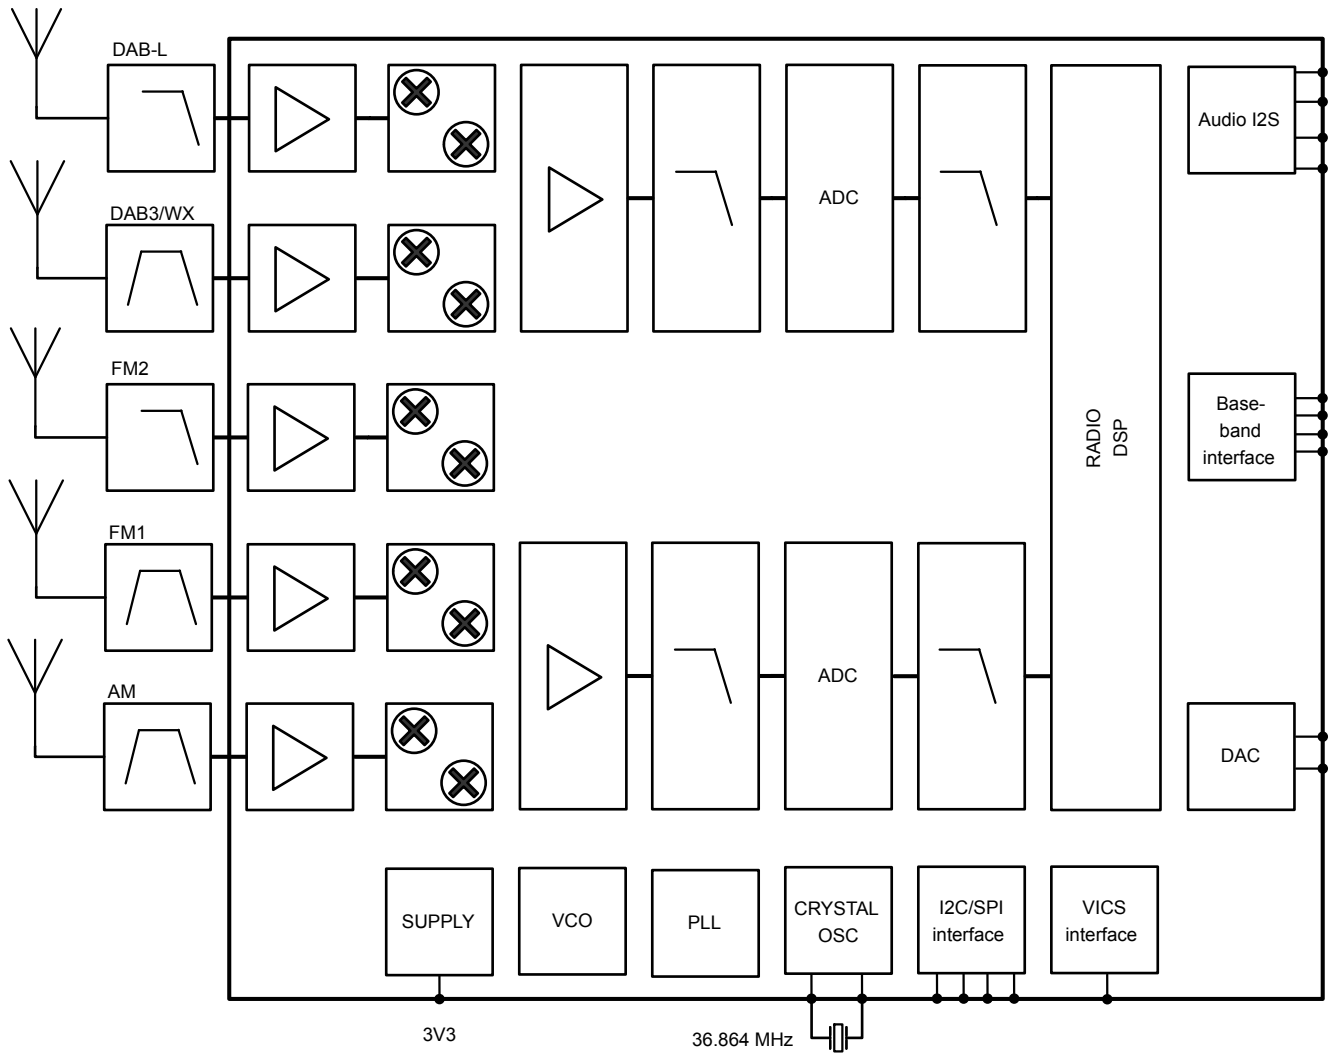 DAB-L
Audio I2S
ADC
DAB3/WX
FM2
Base-
band
interface
RADIO
DSP
FM1
ADC
AM
DAC
SUPPLY
VCO
PLL
CRYSTAL
OSC
I2C/SPI
interface
VICS
interface
3V3
36.864 MHz